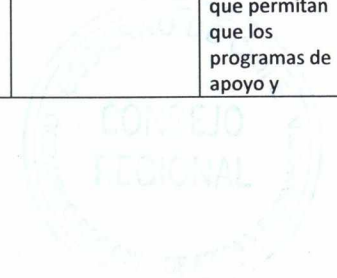 que permitan
que los
programas de
apoyo y
CONSEJO
REGIONAL